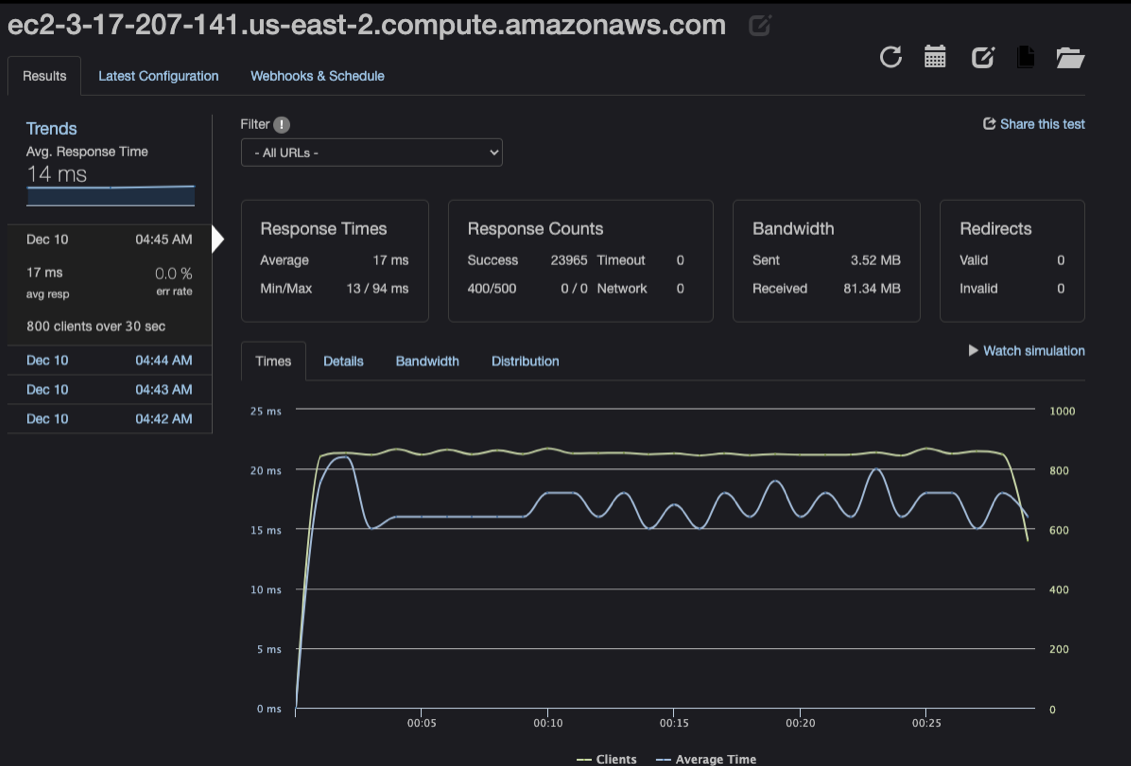 ec2-3-17-207-141.us-east-2.compute.amazonaws.com
Results Latest Configuration Webhooks & Schedule
Trends
Avg. Response Time
14 ms
Dec 10 04:45 AM
17 ms 0.0 %
avg resp err rate
800 clients over 30 sec
Dec 10 04:44 AM
Dec 10 04:43 AM
Dec 10 04:42 AM
Filter !
- All URLs -
Share this test
Response Times
Average 17 ms
Min/Max 13 / 94 ms
Response Counts
Success 23965 Timeout 0
400/500 0 / 0 Network 0
Bandwidth
Sent 3.52 MB
Received 81.34 MB
Redirects
Valid 0
Invalid 0
Times Details Bandwidth Distribution
Watch simulation
25 ms 1000
20 ms 800
15 ms 600
10 ms 400
5 ms 200
0 ms 0
00:05 00:10 00:15 00:20 00:25
Clients Average Time